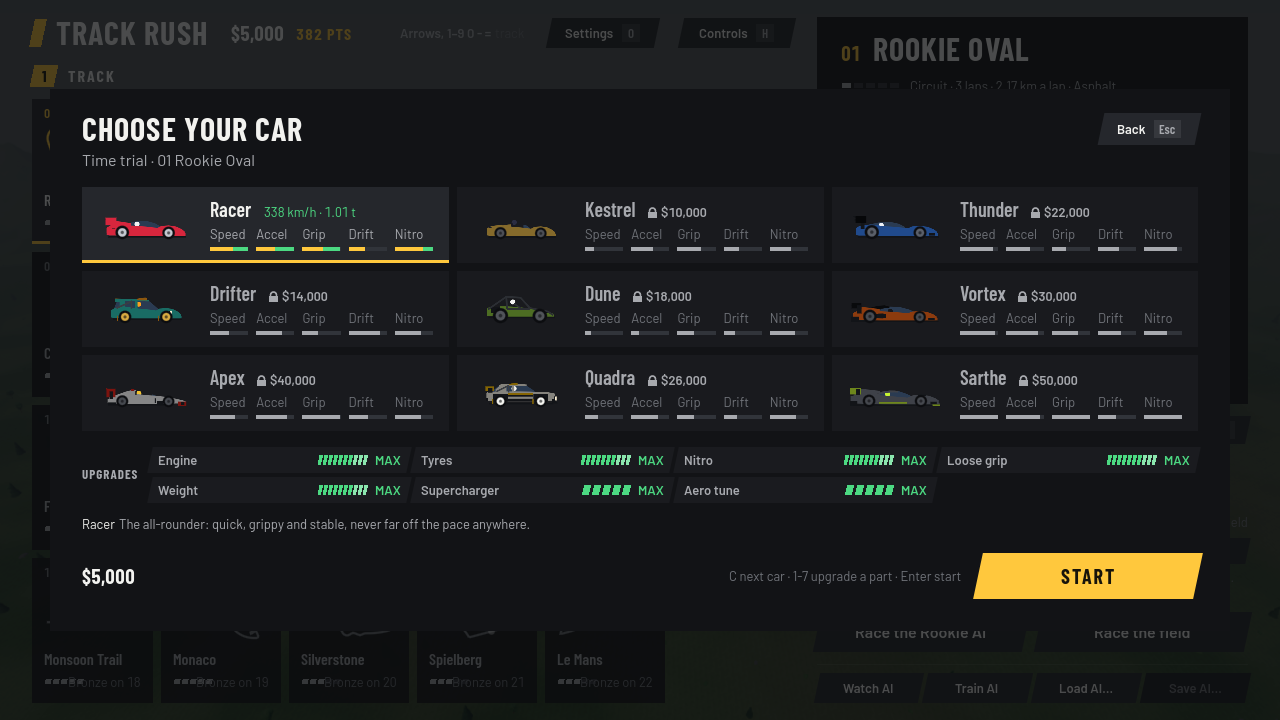 TRACK RUSH $5,000 382 PTS Arrows, 1–9 0 - = track Settings O Controls H
01 ROOKIE OVAL
1 TRACK
Circuit · 3 laps · 2.17 km a lap · Asphalt
CHOOSE YOUR CAR
Time trial · 01 Rookie Oval
Back Esc
Racer 338 km/h · 1.01 t
Speed Accel Grip Drift Nitro
Kestrel $10,000
Speed Accel Grip Drift Nitro
Thunder $22,000
Speed Accel Grip Drift Nitro
Drifter $14,000
Speed Accel Grip Drift Nitro
Dune $18,000
Speed Accel Grip Drift Nitro
Vortex $30,000
Speed Accel Grip Drift Nitro
Apex $40,000
Speed Accel Grip Drift Nitro
Quadra $26,000
Speed Accel Grip Drift Nitro
Sarthe $50,000
Speed Accel Grip Drift Nitro
UPGRADES
Engine MAX Tyres MAX Nitro MAX Loose grip MAX
Weight MAX Supercharger MAX Aero tune MAX
Racer The all-rounder: quick, grippy and stable, never far off the pace anywhere.
$5,000
C next car · 1-7 upgrade a part · Enter start
START
Race the Rookie AI Race the field
Monsoon Trail Monaco Silverstone Spielberg Le Mans
Bronze on 18 Bronze on 19 Bronze on 20 Bronze on 21 Bronze on 22
Watch AI Train AI Load AI... Save AI...